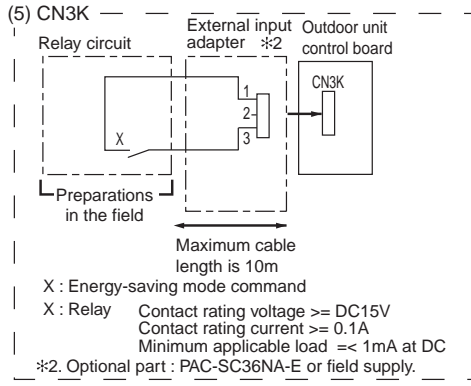 (5) CN3K
Relay circuit
External input
adapter ✻2
Outdoor unit
control board
CN3K
1
2
3
X
Preparations
in the field
Maximum cable
length is 10m
X : Energy-saving mode command
X : Relay Contact rating voltage >= DC15V
Contact rating current >= 0.1A
Minimum applicable load =< 1mA at DC
✻2. Optional part : PAC-SC36NA-E or field supply.